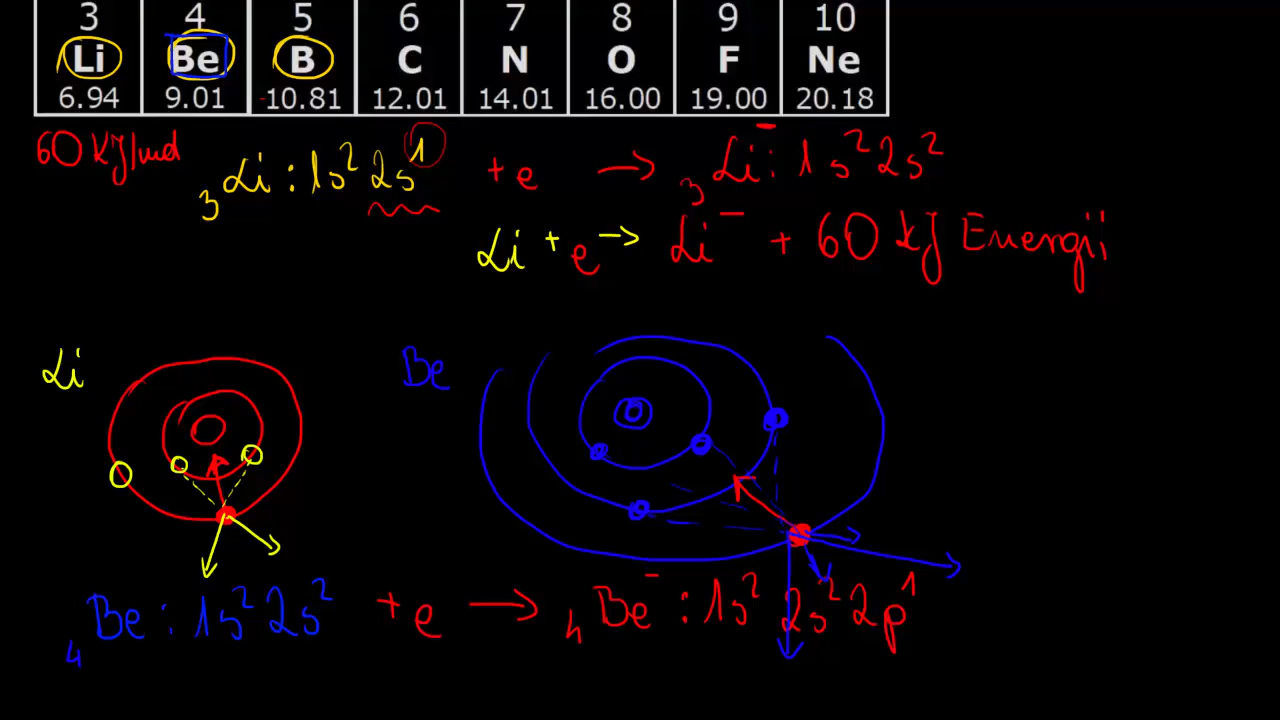 3 4 5 6 7 8 9 10
Li Be B C N O F Ne
6.94 9.01 10.81 12.01 14.01 16.00 19.00 20.18
60 kJ/mol
₃Li : 1s² 2s¹ + e → ₃Li⁻ : 1s² 2s²
Li + e → Li⁻ + 60 kJ Energii
Li Be
₄Be : 1s² 2s² + e → ₄Be⁻ : 1s² 2s² 2p¹